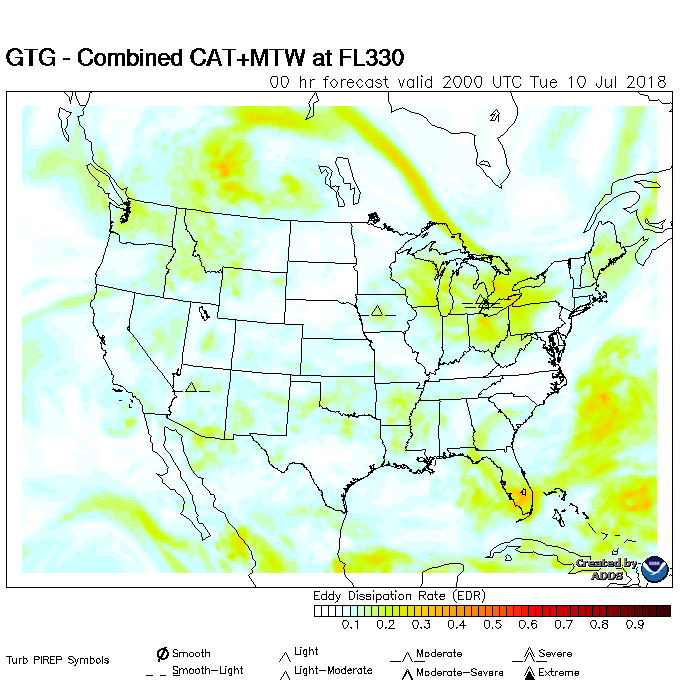 GTG - Combined CAT+MTW at FL330
00 hr forecast valid 2000 UTC Tue 10 Jul 2018
Created by
ADDS
Eddy Dissipation Rate (EDR)
0.1 0.2 0.3 0.4 0.5 0.6 0.7 0.8 0.9
Turb PIREP Symbols
Smooth Light Moderate Severe
Smooth-Light Light-Moderate Moderate-Severe Extreme